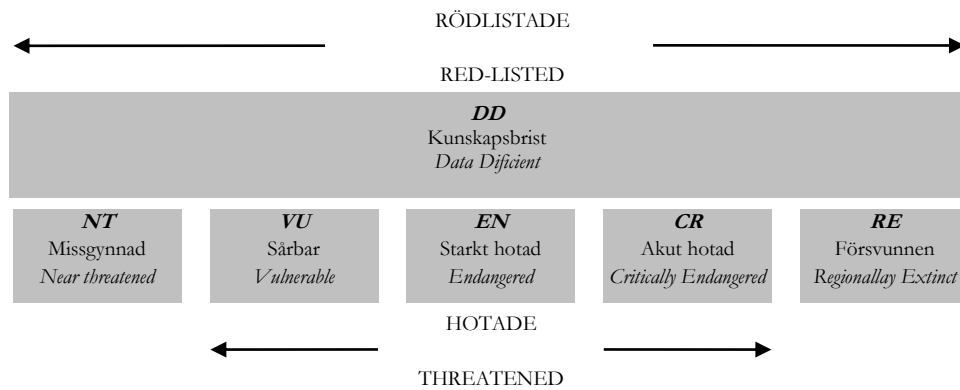 RÖDLISTADE
RED-LISTED
DD
Kunskapsbrist
Data Dificient
NT
Missgynnad
Near threatened
VU
Sårbar
Vulnerable
EN
Starkt hotad
Endangered
CR
Akut hotad
Critically Endangered
RE
Försvunnen
Regionallay Extinct
HOTADE
THREATENED